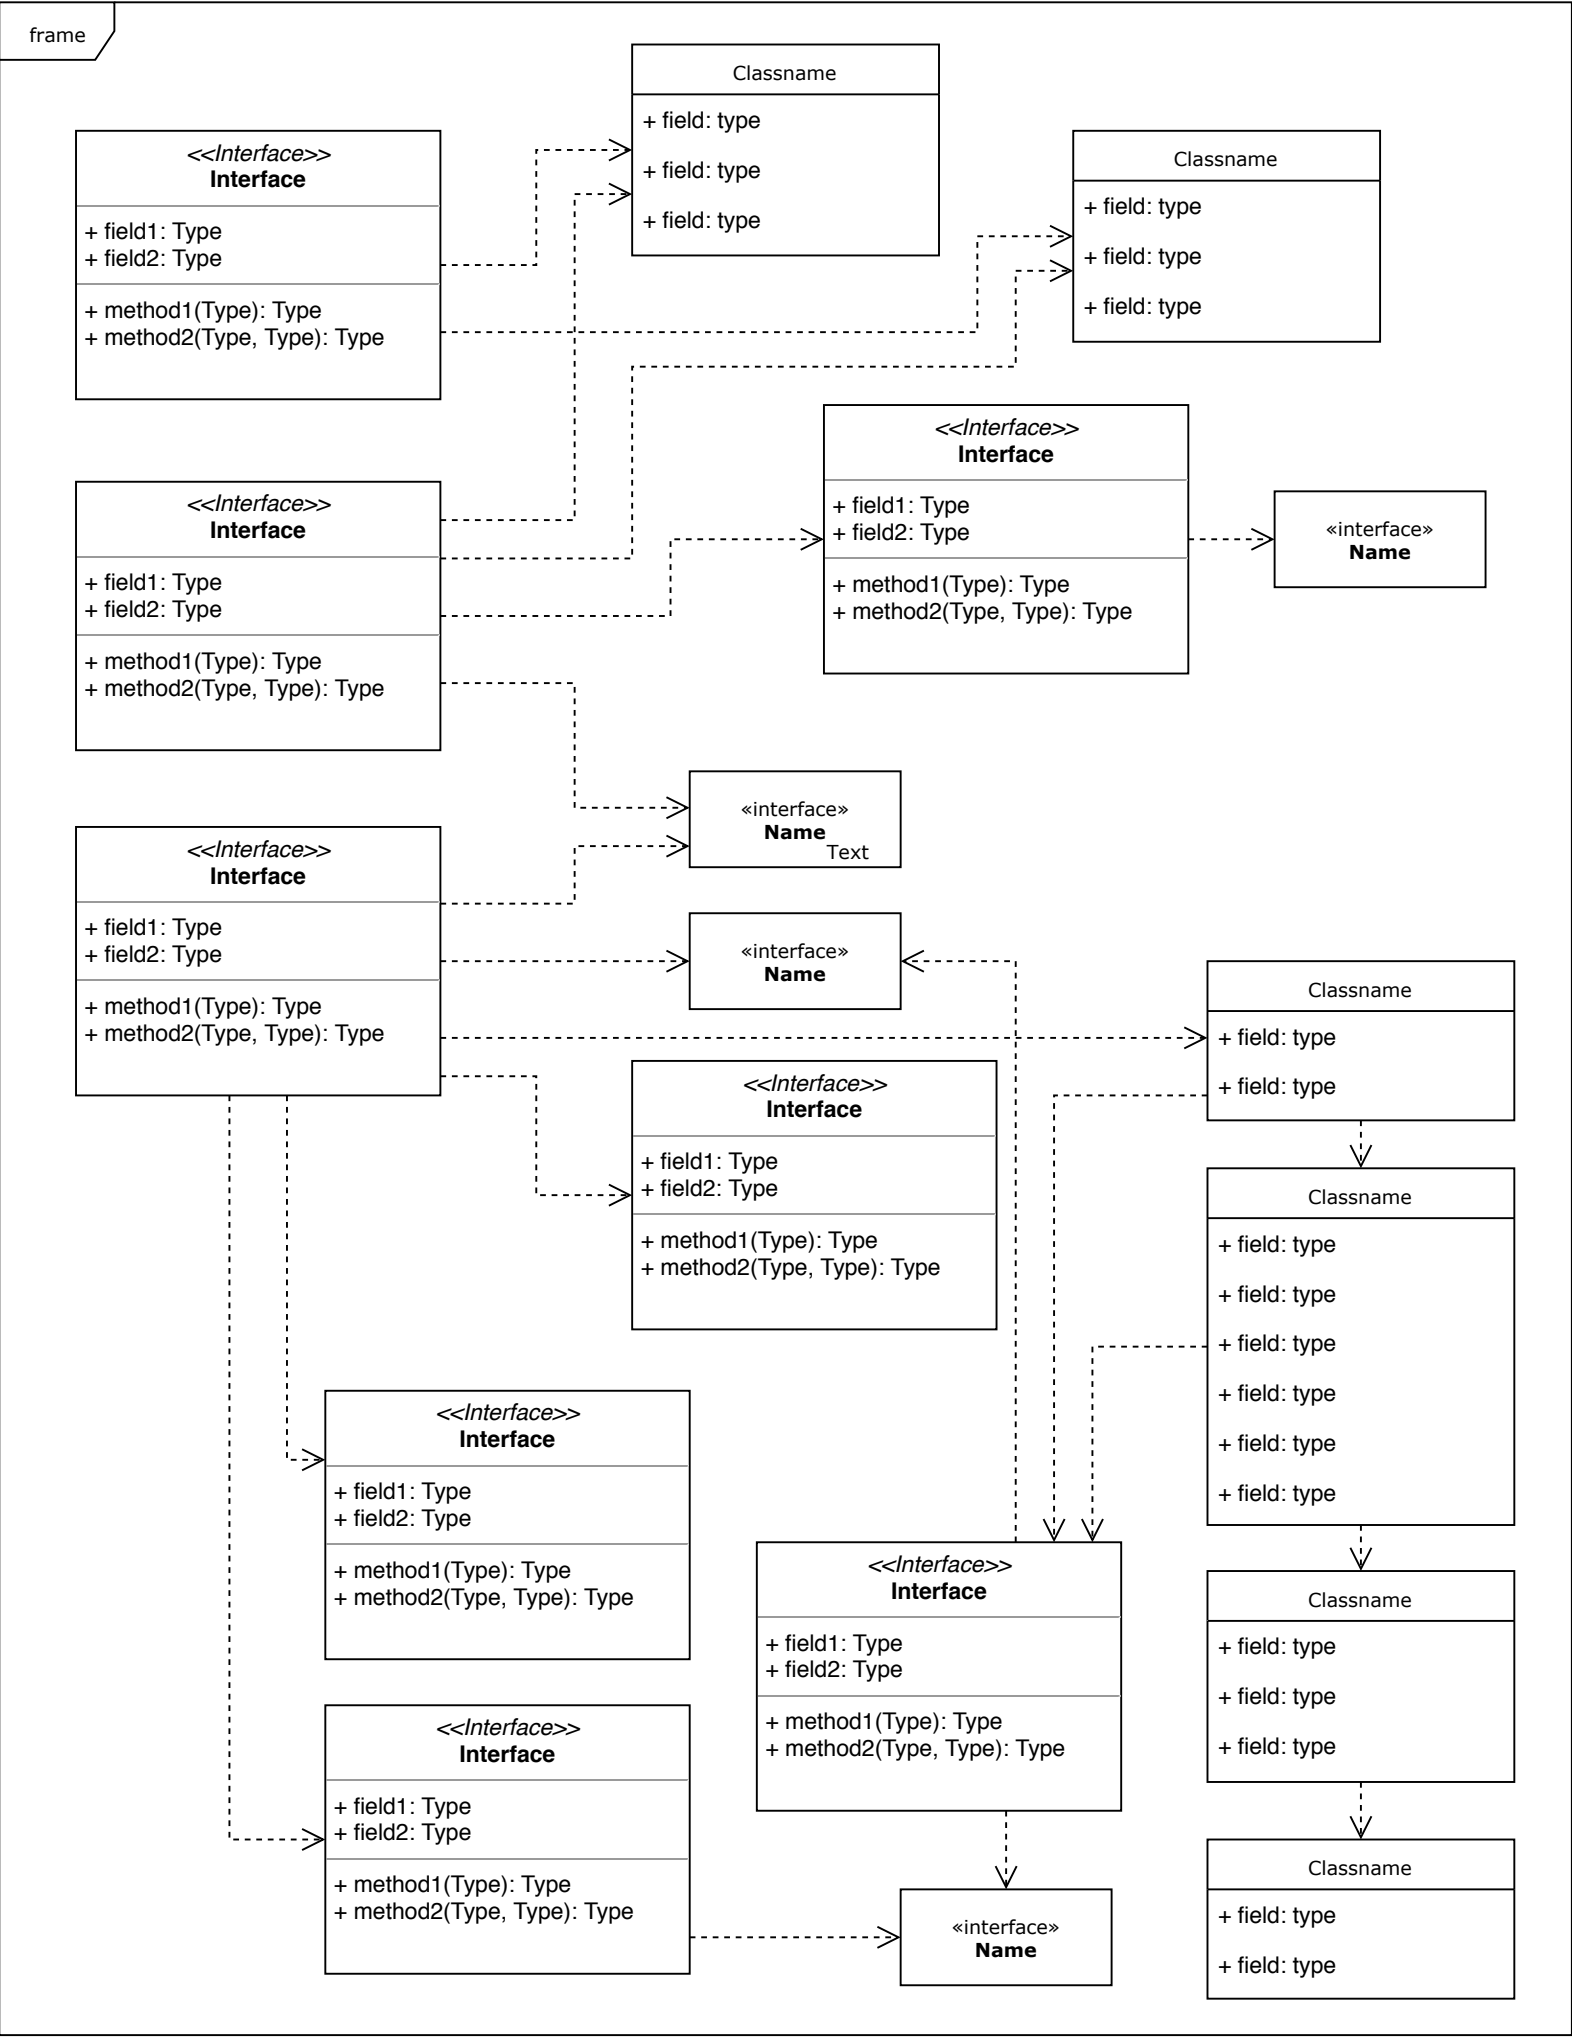 frame
Classname
+ field: type
+ field: type
+ field: type
<<Interface>>
Interface
+ field1: Type
+ field2: Type
+ method1(Type): Type
+ method2(Type, Type): Type
Classname
+ field: type
+ field: type
+ field: type
<<Interface>>
Interface
+ field1: Type
+ field2: Type
+ method1(Type): Type
+ method2(Type, Type): Type
<<Interface>>
Interface
+ field1: Type
+ field2: Type
+ method1(Type): Type
+ method2(Type, Type): Type
«interface»
Name
«interface»
Name
Text
<<Interface>>
Interface
+ field1: Type
+ field2: Type
+ method1(Type): Type
+ method2(Type, Type): Type
«interface»
Name
Classname
+ field: type
+ field: type
<<Interface>>
Interface
+ field1: Type
+ field2: Type
+ method1(Type): Type
+ method2(Type, Type): Type
Classname
+ field: type
+ field: type
+ field: type
+ field: type
+ field: type
+ field: type
<<Interface>>
Interface
+ field1: Type
+ field2: Type
+ method1(Type): Type
+ method2(Type, Type): Type
<<Interface>>
Interface
+ field1: Type
+ field2: Type
+ method1(Type): Type
+ method2(Type, Type): Type
Classname
+ field: type
+ field: type
+ field: type
<<Interface>>
Interface
+ field1: Type
+ field2: Type
+ method1(Type): Type
+ method2(Type, Type): Type
«interface»
Name
Classname
+ field: type
+ field: type